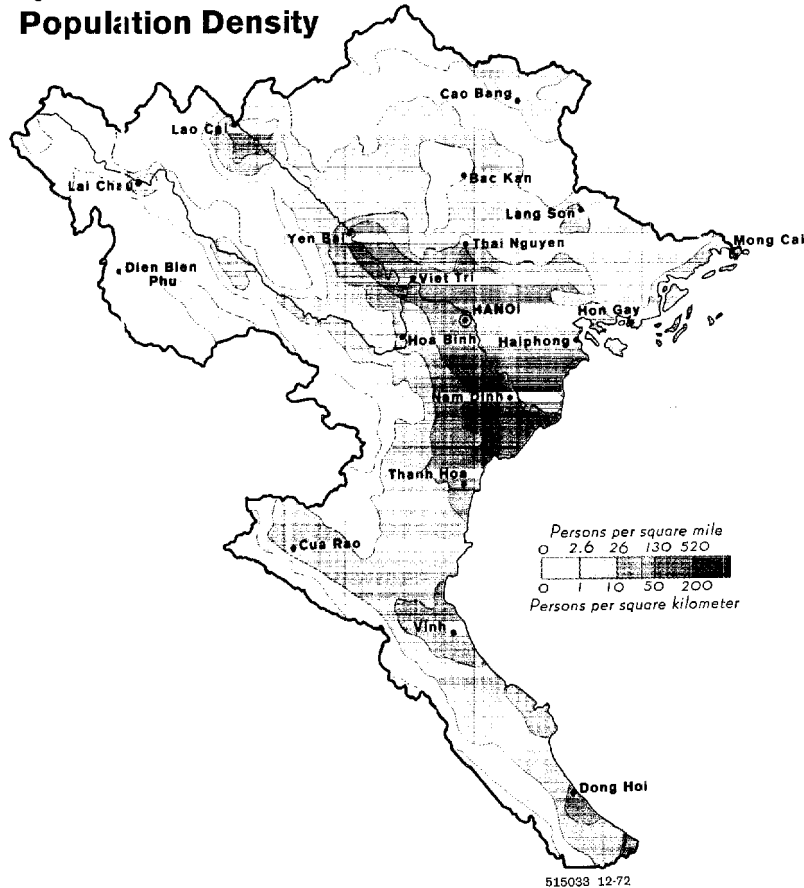 Population Density
Cao Bang
Lao Cai
Bac Kan
Lai Chau
Lang Son
Yen Bai
Thai Nguyen
Mong Cai
Dien Bien
Phu
Viet Tri
HANOI
Hon Gay
Hoa Binh
Haiphong
Nam Dinh
Thanh Hoa
Persons per square mile
0 2.6 26 130 520
Cua Rao
0 1 10 50 200
Persons per square kilometer
Vinh
Dong Hoi
515033 12-72